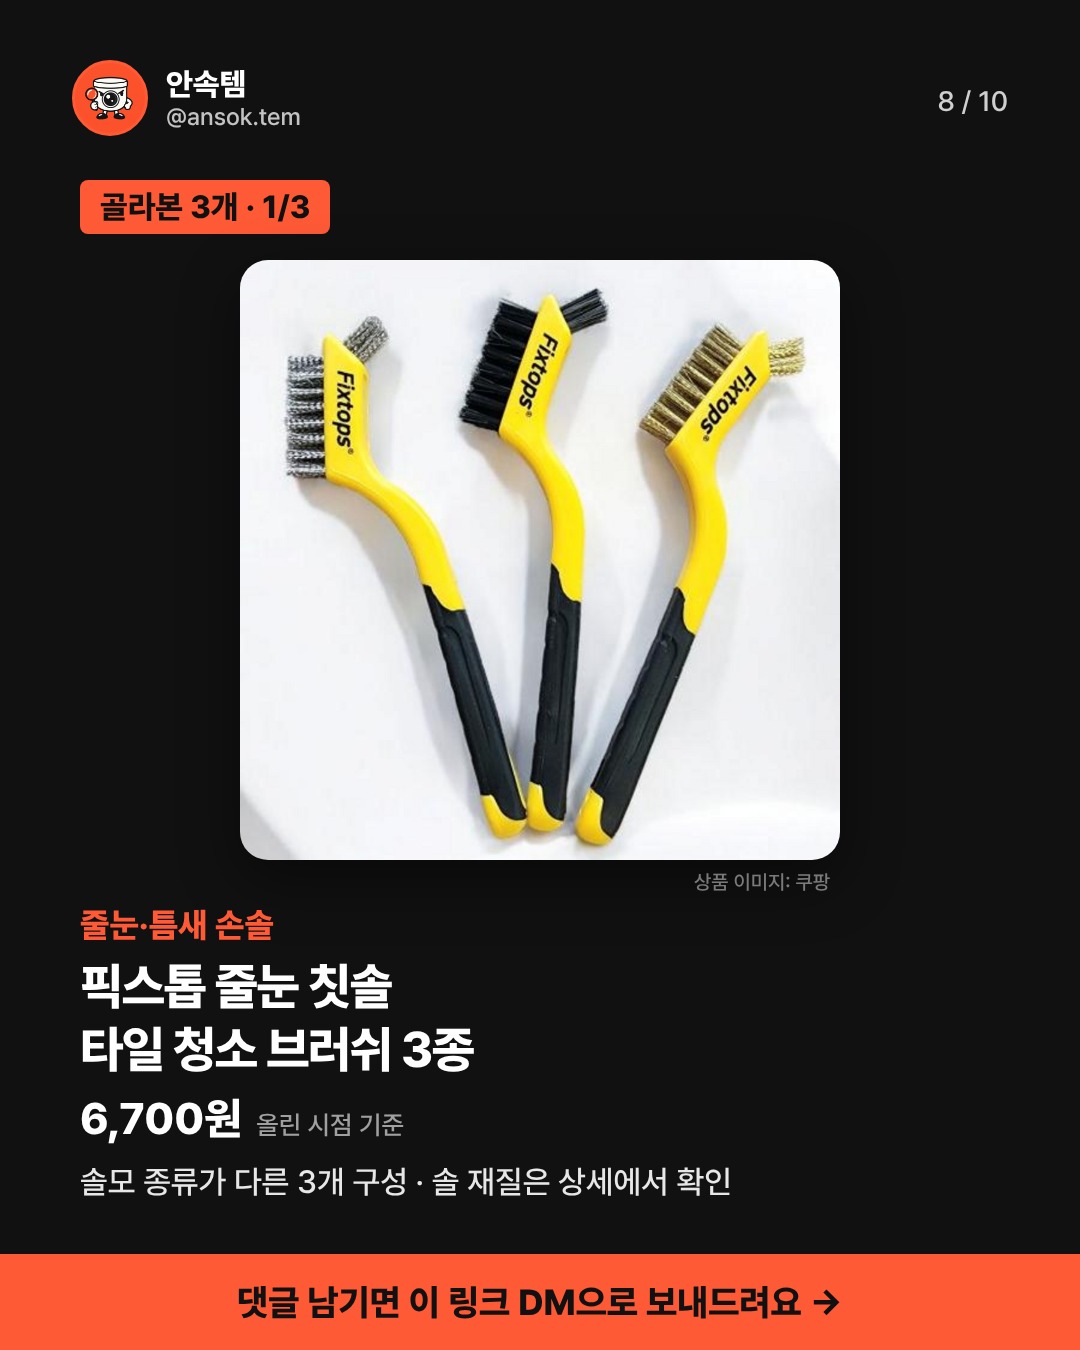 안속템
@ansok.tem
8 / 10
골라본 3개 · 1/3
Fixtops®
Fixtops®
Fixtops®
상품 이미지: 쿠팡
줄눈·틈새 손솔
픽스톱 줄눈 칫솔
타일 청소 브러쉬 3종
6,700원 올린 시점 기준
솔모 종류가 다른 3개 구성 · 솔 재질은 상세에서 확인
댓글 남기면 이 링크 DM으로 보내드려요 →